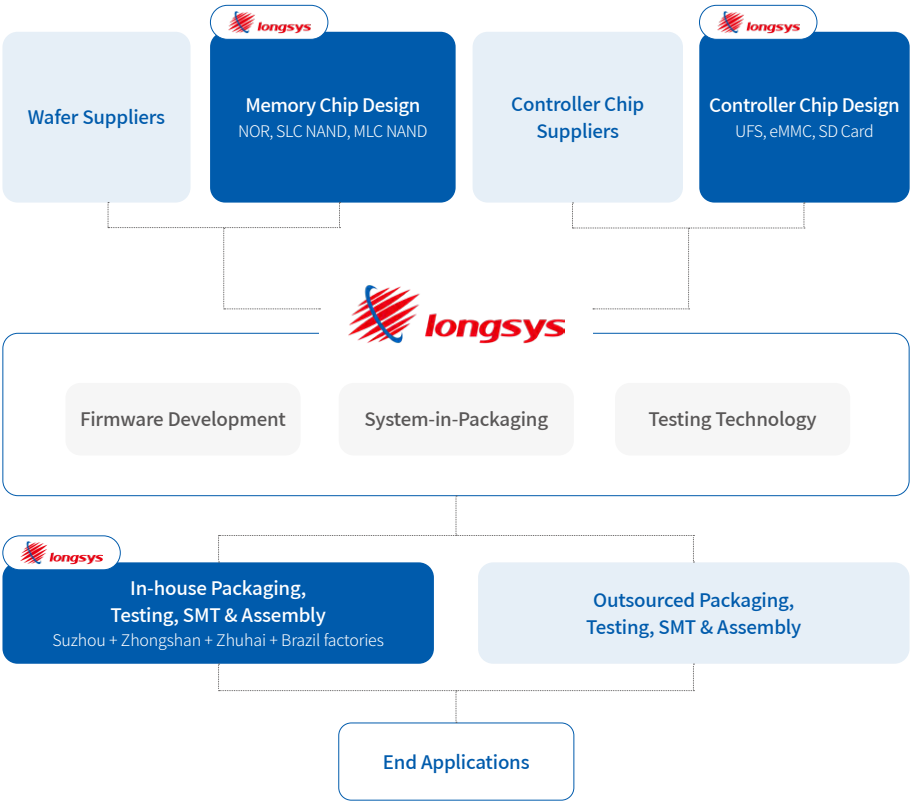 longsys
longsys
Wafer Suppliers
Memory Chip Design
NOR, SLC NAND, MLC NAND
Controller Chip
Suppliers
Controller Chip Design
UFS, eMMC, SD Card
longsys
Firmware Development
System-in-Packaging
Testing Technology
longsys
In-house Packaging,
Testing, SMT & Assembly
Suzhou + Zhongshan + Zhuhai + Brazil factories
Outsourced Packaging,
Testing, SMT & Assembly
End Applications